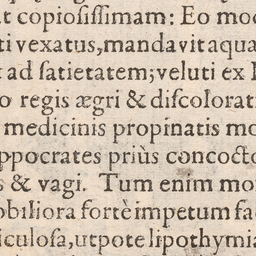 t copiosissimam: Eo mo
ti vexatus, mandavit aqua
t ad satietatem; veluti ex
o regis ægri & discolorat
medicinis propinatis mo
ppocrates priùs concocto
s & vagi. Tum enim mo
obiliora fortè impetum fa
iculosa, utpote lipothymia